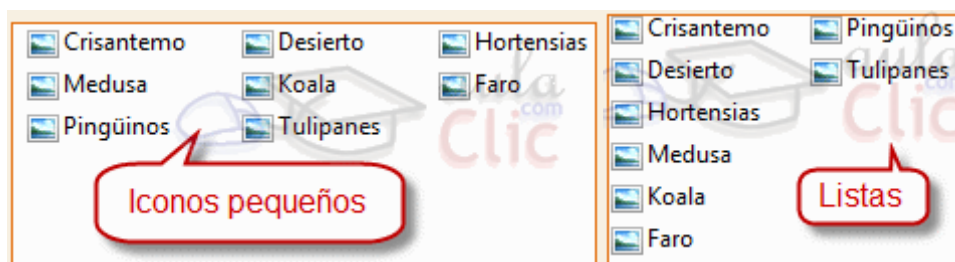 Crisantemo Desierto Hortensias
Medusa Koala Faro
Pingüinos Tulipanes
Iconos pequeños
Crisantemo Pingüinos
Desierto Tulipanes
Hortensias
Medusa
Koala
Faro
Listas
aula
.com
Clic
aula
.com
Clic